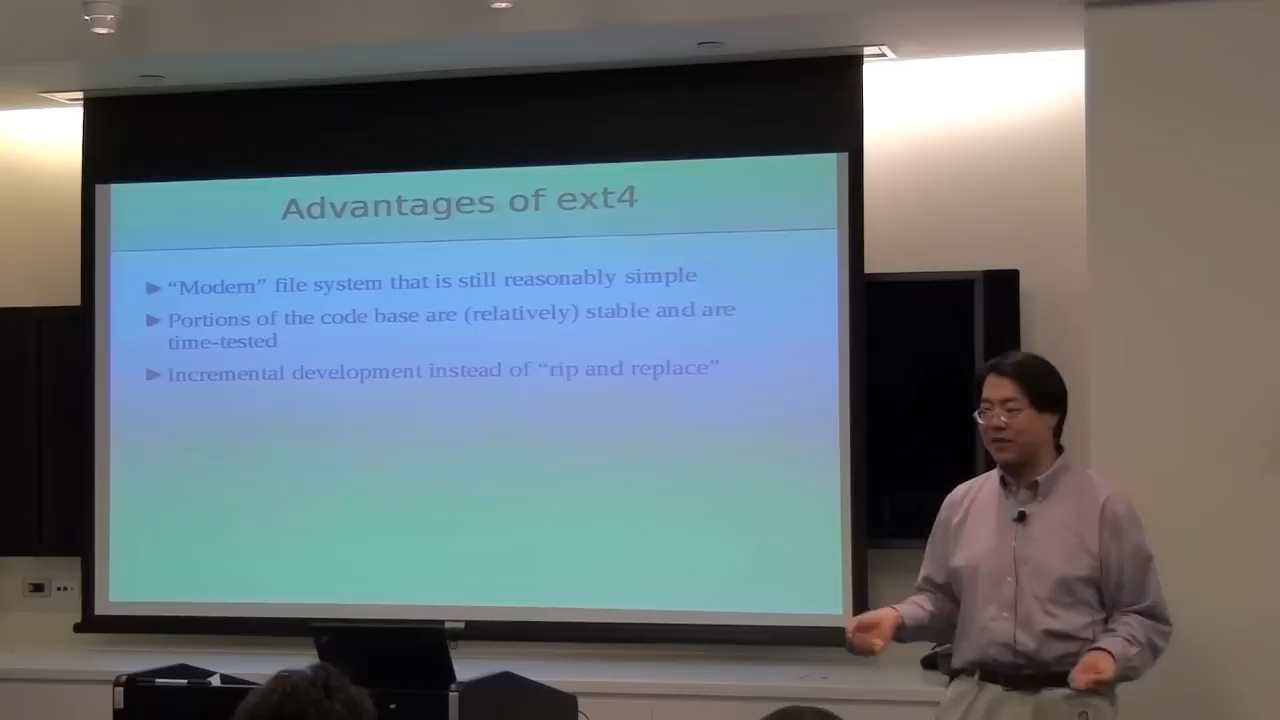 Advantages of ext4
“Modern” file system that is still reasonably simple
Portions of the code base are (relatively) stable and are
time-tested
Incremental development instead of “rip and replace”